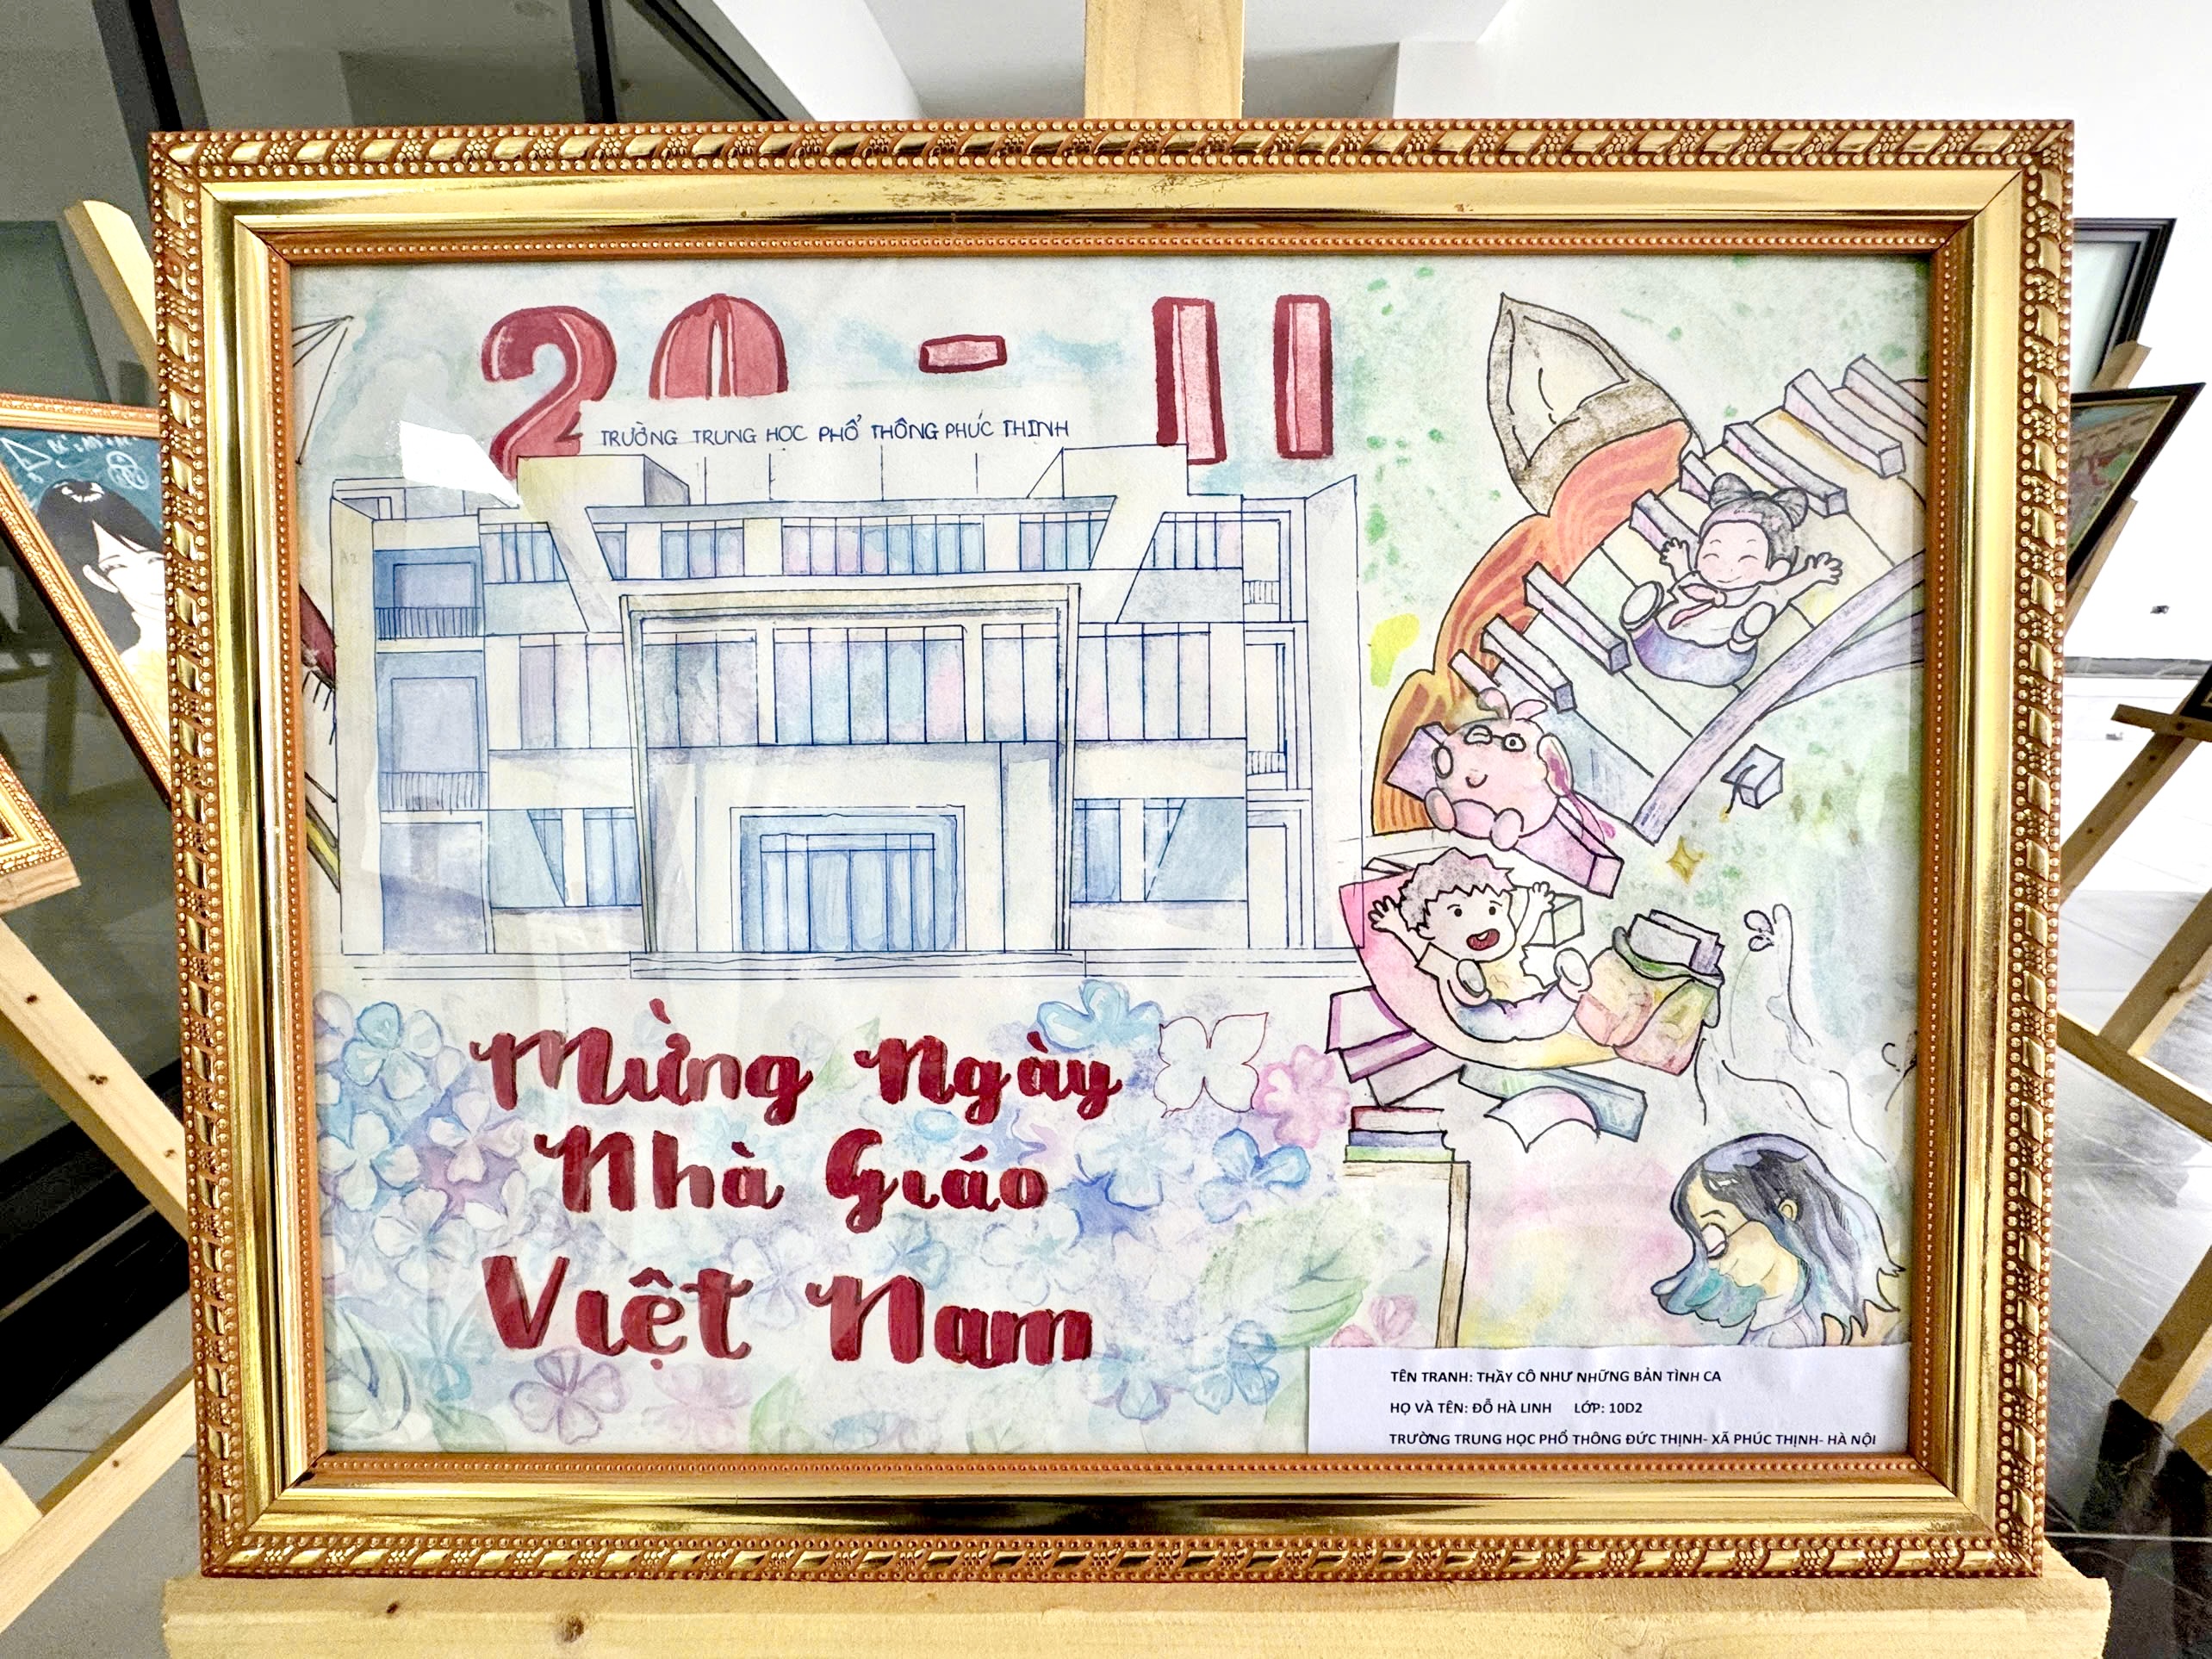 20 - 11
TRƯỜNG TRUNG HỌC PHỔ THÔNG PHÚC THỊNH
Mừng Ngày
Nhà Giáo
Việt Nam
TÊN TRANH: THẦY CÔ NHƯ NHỮNG BẢN TÌNH CA
HỌ VÀ TÊN: ĐỖ HÀ LINH LỚP: 10D2
TRƯỜNG TRUNG HỌC PHỔ THÔNG ĐỨC THỊNH- XÃ PHÚC THỊNH- HÀ NỘI